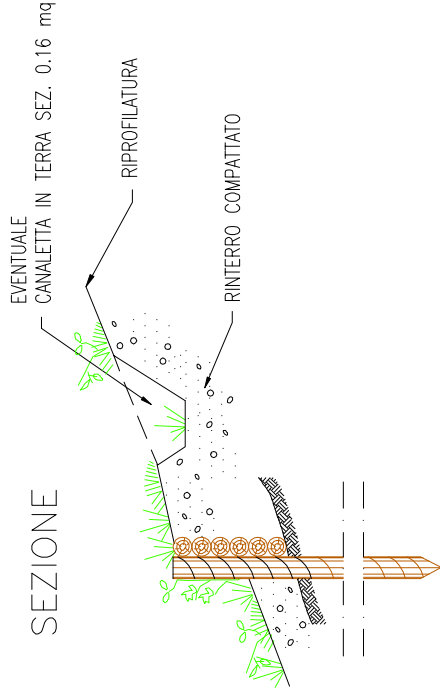 SEZIONE
EVENTUALE
CANALETTA IN TERRA SEZ. 0.16 mq
RIPROFILATURA
RINTERRO COMPATTATO